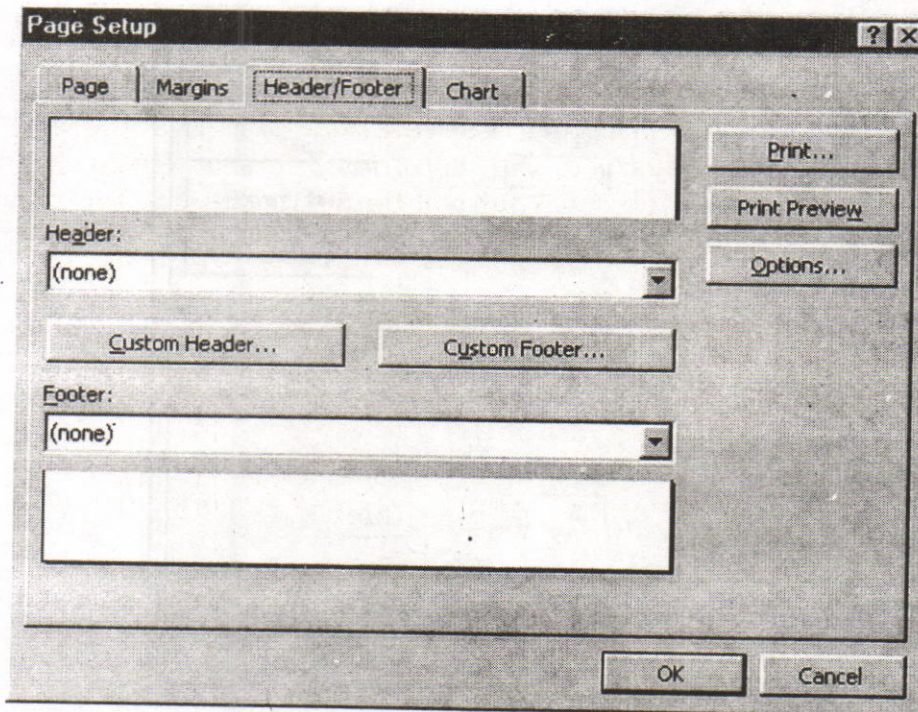 Page Setup
? X
Page Margins Header/Footer Chart
Print...
Print Preview
Header:
(none)
Options...
Custom Header... Custom Footer...
Footer:
(none)
OK Cancel